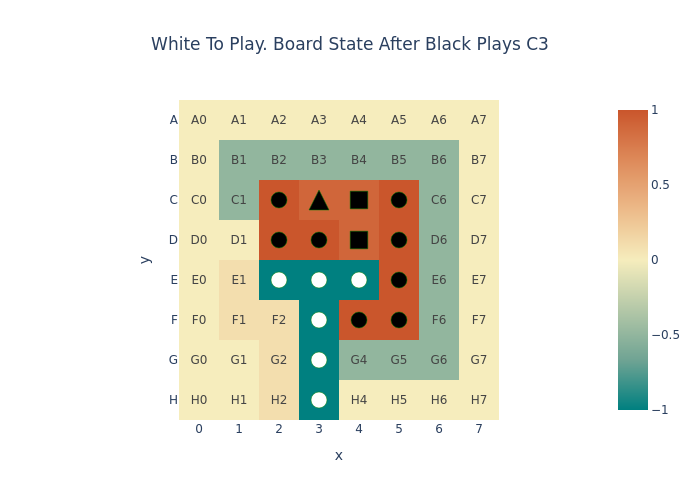 White To Play. Board State After Black Plays C3
A A0 A1 A2 A3 A4 A5 A6 A7
B B0 B1 B2 B3 B4 B5 B6 B7
C C0 C1 C6 C7
D D0 D1 D6 D7
E E0 E1 E6 E7
F F0 F1 F2 F6 F7
G G0 G1 G2 G4 G5 G6 G7
H H0 H1 H2 H4 H5 H6 H7
0 1 2 3 4 5 6 7
x
y
1
0.5
0
−0.5
−1